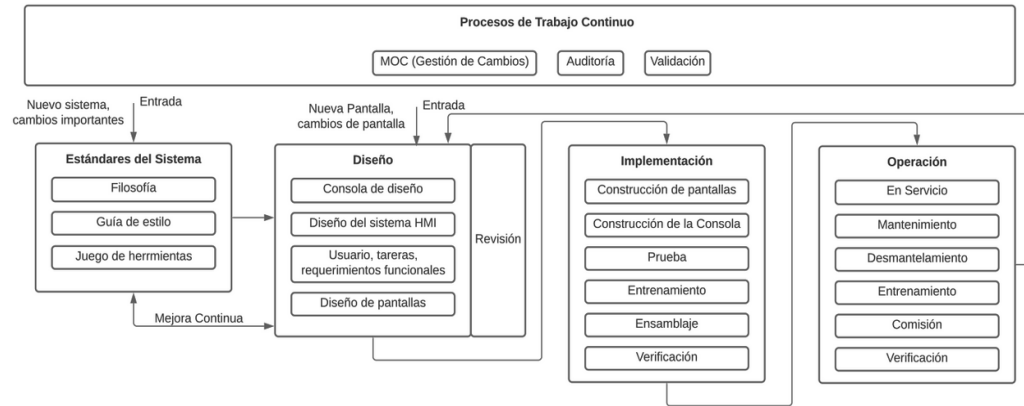 Procesos de Trabajo Continuo
MOC (Gestión de Cambios)
Auditoría
Validación
Nuevo sistema,
cambios importantes
Entrada
Nueva Pantalla,
cambios de pantalla
Entrada
Estándares del Sistema
Filosofía
Guía de estilo
Juego de herrmientas
Mejora Continua
Diseño
Consola de diseño
Diseño del sistema HMI
Usuario, tareras,
requerimientos funcionales
Diseño de pantallas
Revisión
Implementación
Construcción de pantallas
Construcción de la Consola
Prueba
Entrenamiento
Ensamblaje
Verificación
Operación
En Servicio
Mantenimiento
Desmantelamiento
Entrenamiento
Comisión
Verificación